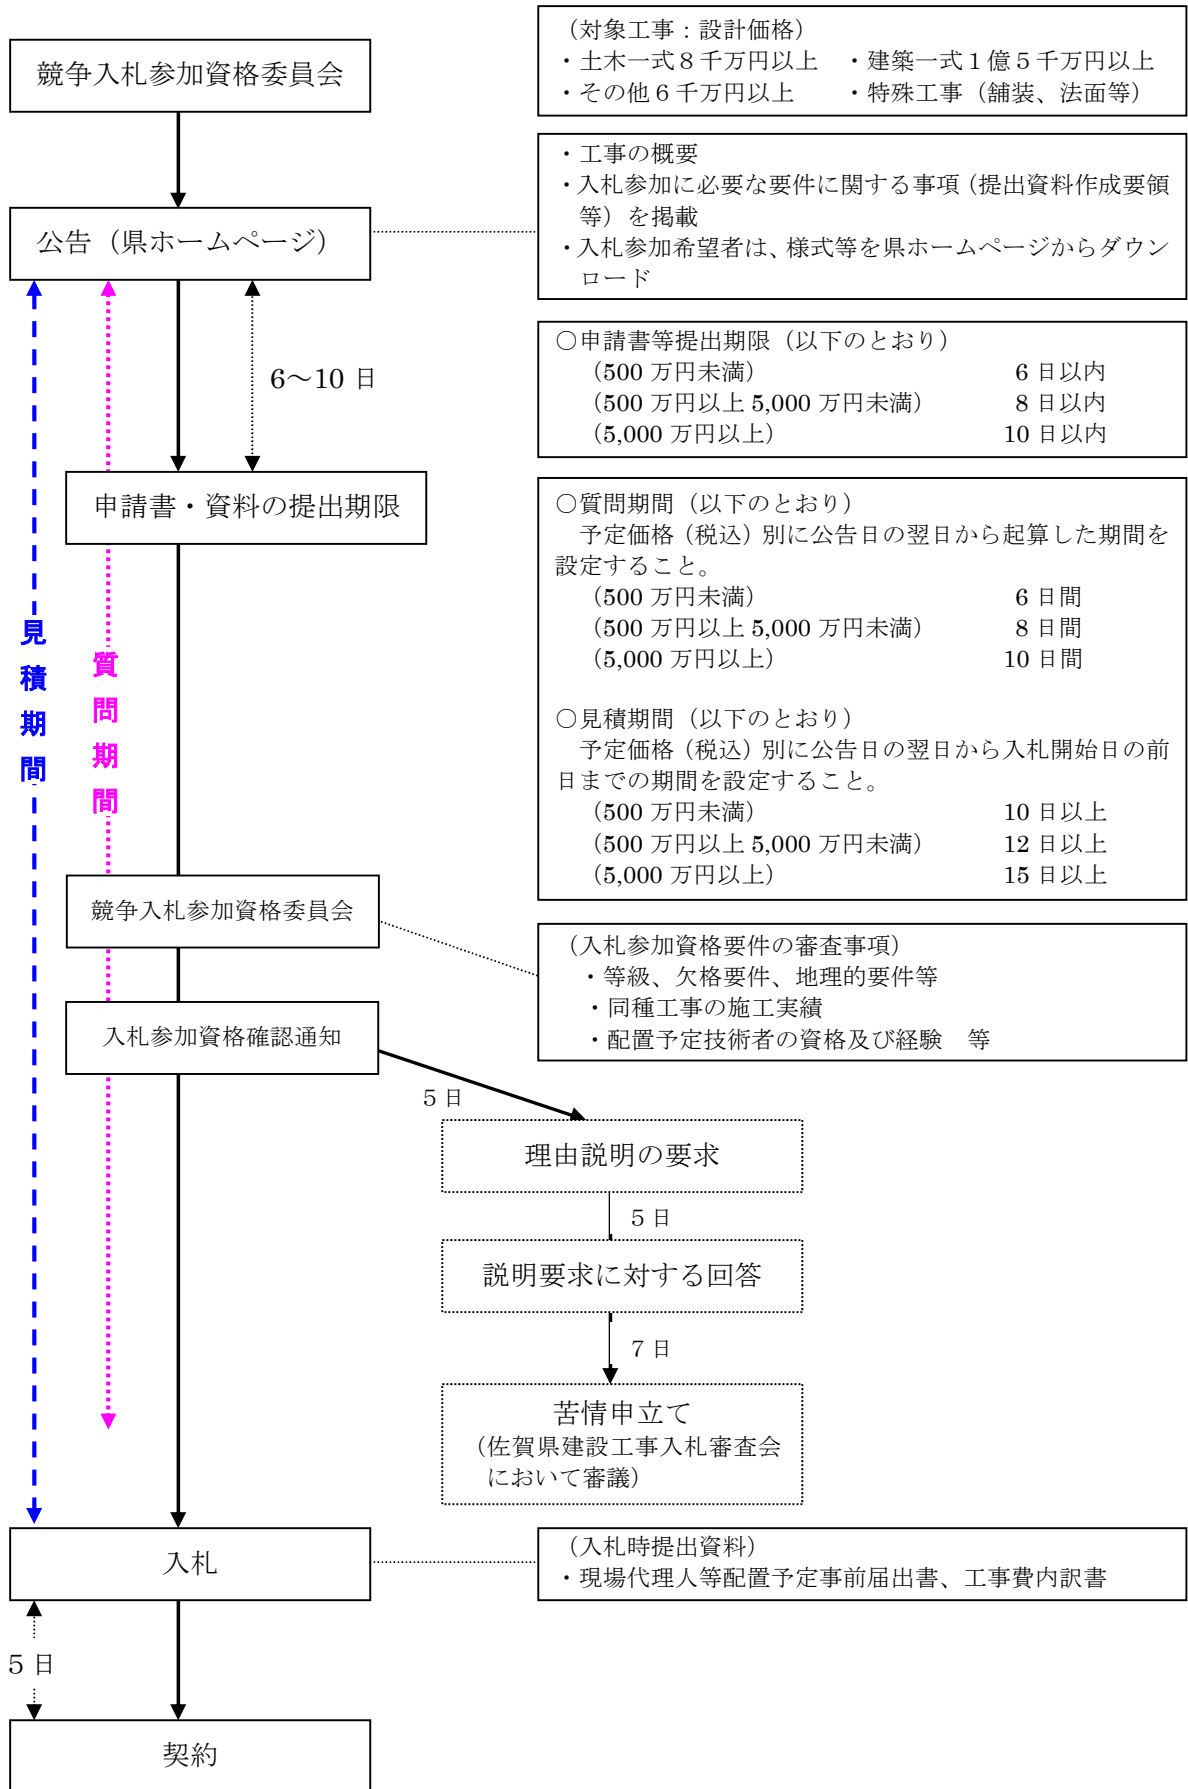 競争入札参加資格委員会
（対象工事：設計価格）
・土木一式８千万円以上　・建築一式１億５千万円以上
・その他６千万円以上　　・特殊工事（舗装、法面等）
公告（県ホームページ）
・工事の概要
・入札参加に必要な要件に関する事項（提出資料作成要領
等）を掲載
・入札参加希望者は、様式等を県ホームページからダウン
ロード
6～10 日
○申請書等提出期限（以下のとおり）
（500 万円未満）　6 日以内
（500 万円以上 5,000 万円未満）　8 日以内
（5,000 万円以上）　10 日以内
申請書・資料の提出期限
○質問期間（以下のとおり）
予定価格（税込）別に公告日の翌日から起算した期間を
設定すること。
（500 万円未満）　6 日間
（500 万円以上 5,000 万円未満）　8 日間
（5,000 万円以上）　10 日間
○見積期間（以下のとおり）
予定価格（税込）別に公告日の翌日から入札開始日の前
日までの期間を設定すること。
（500 万円未満）　10 日以上
（500 万円以上 5,000 万円未満）　12 日以上
（5,000 万円以上）　15 日以上
見積期間
質問期間
競争入札参加資格委員会
（入札参加資格要件の審査事項）
・等級、欠格要件、地理的要件等
・同種工事の施工実績
・配置予定技術者の資格及び経験　等
入札参加資格確認通知
５日
理由説明の要求
５日
説明要求に対する回答
７日
苦情申立て
（佐賀県建設工事入札審査会
において審議）
入札
（入札時提出資料）
・現場代理人等配置予定事前届出書、工事費内訳書
５日
契約